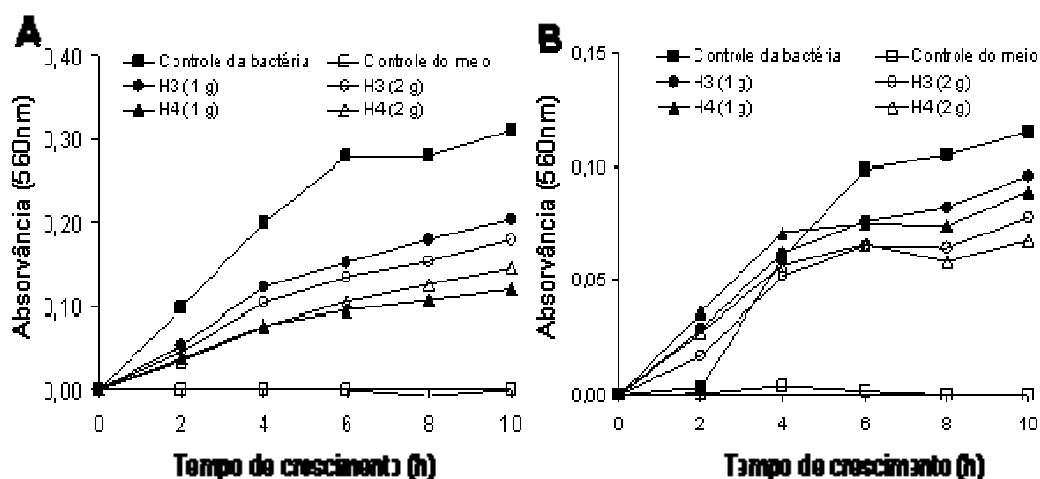 A
0,40
0,30
0,20
0,10
0,00
Absorvância (560nm)
Controle da bactéria
Controle do meio
H3 (1 g)
H3 (2 g)
H4 (1 g)
H4 (2 g)
0 2 4 6 8 10
Tempo de crescimento (h)
B
0,15
0,10
0,05
0,00
Absorvância (560nm)
Controle da bactéria
Controle do meio
H3 (1 g)
H3 (2 g)
H4 (1 g)
H4 (2 g)
0 2 4 6 8 10
Tempo de crescimento (h)